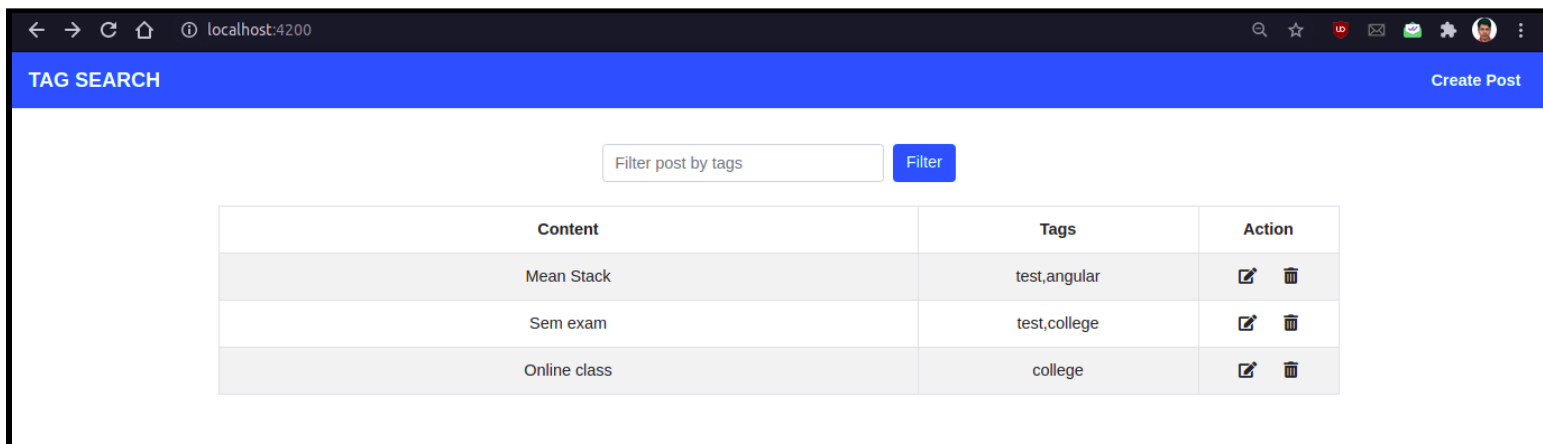 localhost:4200
TAG SEARCH Create Post
Filter post by tags Filter
Content Tags Action
Mean Stack test,angular
Sem exam test,college
Online class college